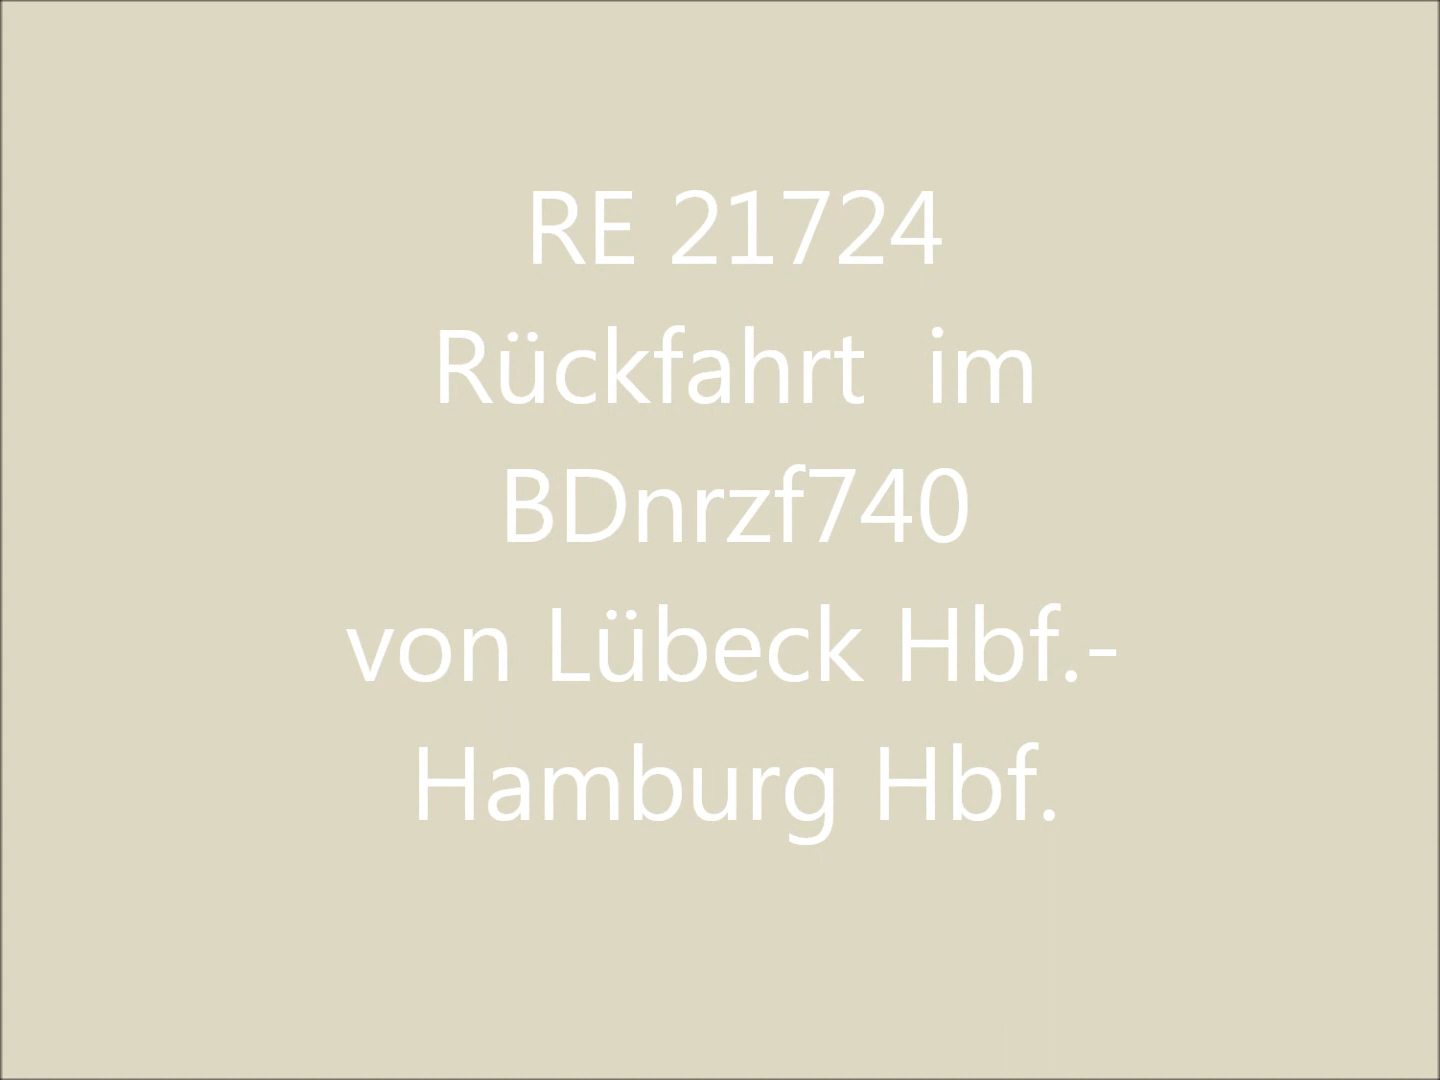 RE 21724
Rückfahrt  im
BDnrzf740
von Lübeck Hbf.-
Hamburg Hbf.